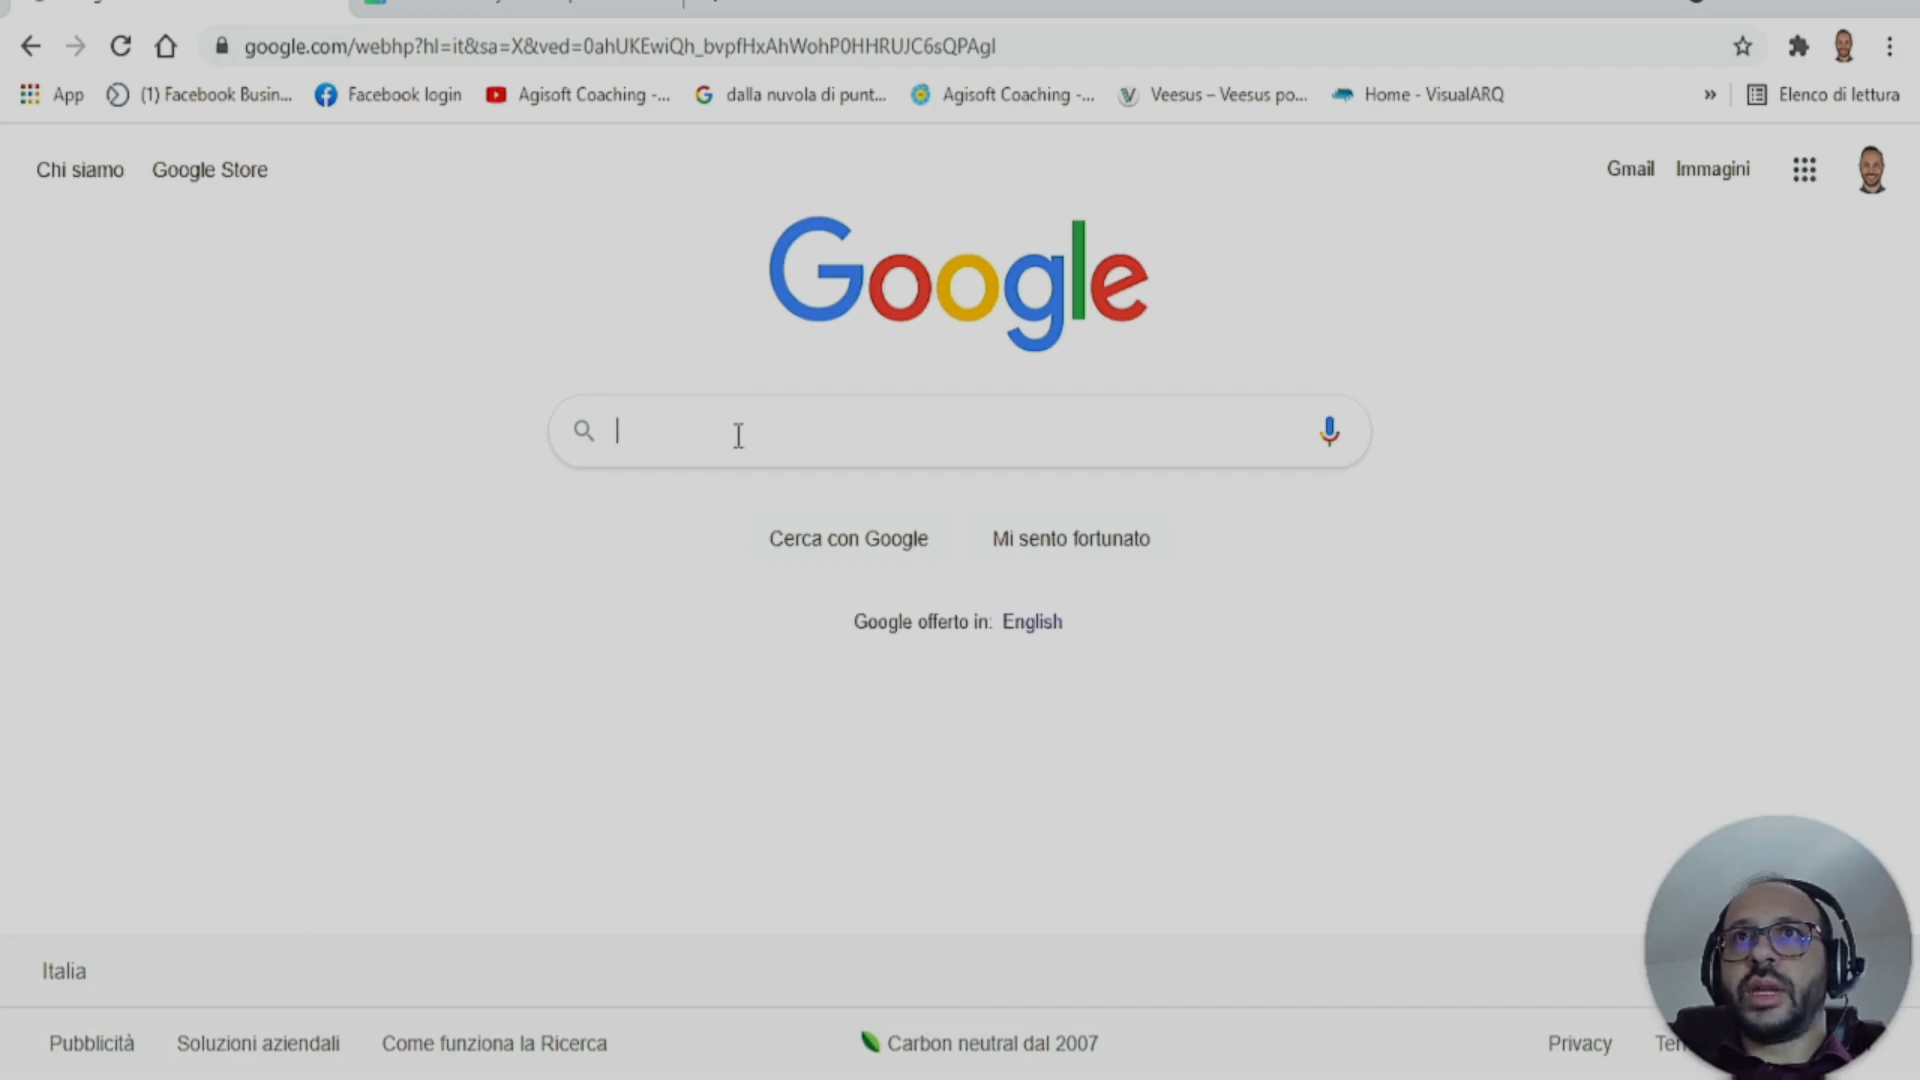 google.com/webhp?hl=it&sa=X&ved=0ahUKEwiQh_bvpfHxAhWohP0HHRUJC6sQPAgI
App (1) Facebook Busin... Facebook login Agisoft Coaching -... dalla nuvola di punt... Agisoft Coaching -... Veesus – Veesus po... Home - VisualARQ » Elenco di lettura
Chi siamo Google Store Gmail Immagini
Google
Cerca con Google Mi sento fortunato
Google offerto in: English
Italia
Pubblicità Soluzioni aziendali Come funziona la Ricerca Carbon neutral dal 2007 Privacy